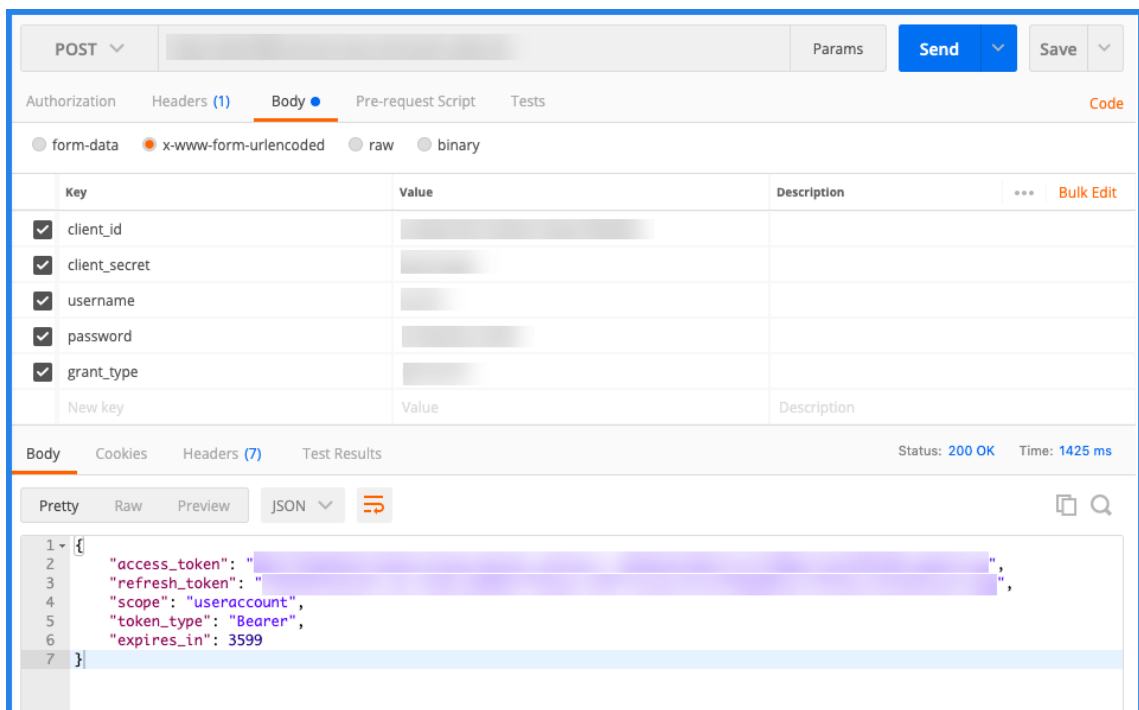 POST Params Send Save
Authorization Headers (1) Body Pre-request Script Tests Code
form-data x-www-form-urlencoded raw binary
Key Value Description ••• Bulk Edit
client_id
client_secret
username
password
grant_type
New key Value Description
Body Cookies Headers (7) Test Results Status: 200 OK Time: 1425 ms
Pretty Raw Preview JSON
1 {
2 "access_token": "",
3 "refresh_token": "",
4 "scope": "useraccount",
5 "token_type": "Bearer",
6 "expires_in": 3599
7 }